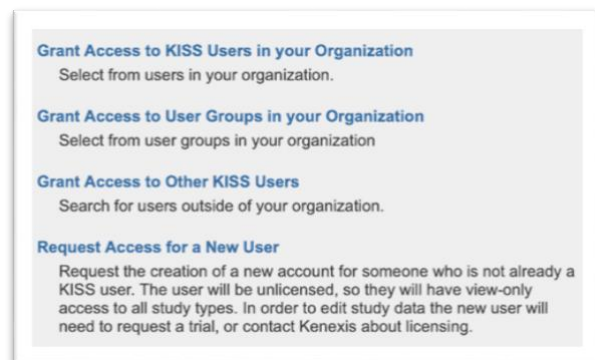 Grant Access to KISS Users in your Organization
Select from users in your organization.
Grant Access to User Groups in your Organization
Select from user groups in your organization
Grant Access to Other KISS Users
Search for users outside of your organization.
Request Access for a New User
Request the creation of a new account for someone who is not already a
KISS user. The user will be unlicensed, so they will have view-only
access to all study types. In order to edit study data the new user will
need to request a trial, or contact Kenexis about licensing.